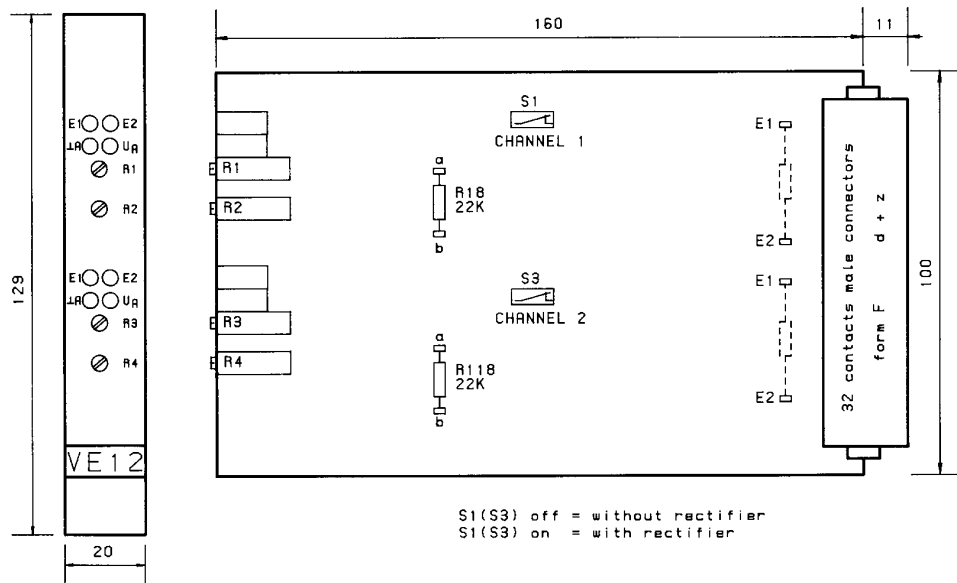 160
11
S1
CHANNEL 1
E1
E2
⊥A
UA
R1
R2
E1
E2
⊥A
UA
R3
R4
VE12
129
20
R1
R2
R3
R4
a
R18
22K
b
S3
CHANNEL 2
a
R118
22K
b
E1
E2
E1
E2
32 contacts male connectors
form F d + z
100
S1(S3) off = without rectifier
S1(S3) on = with rectifier